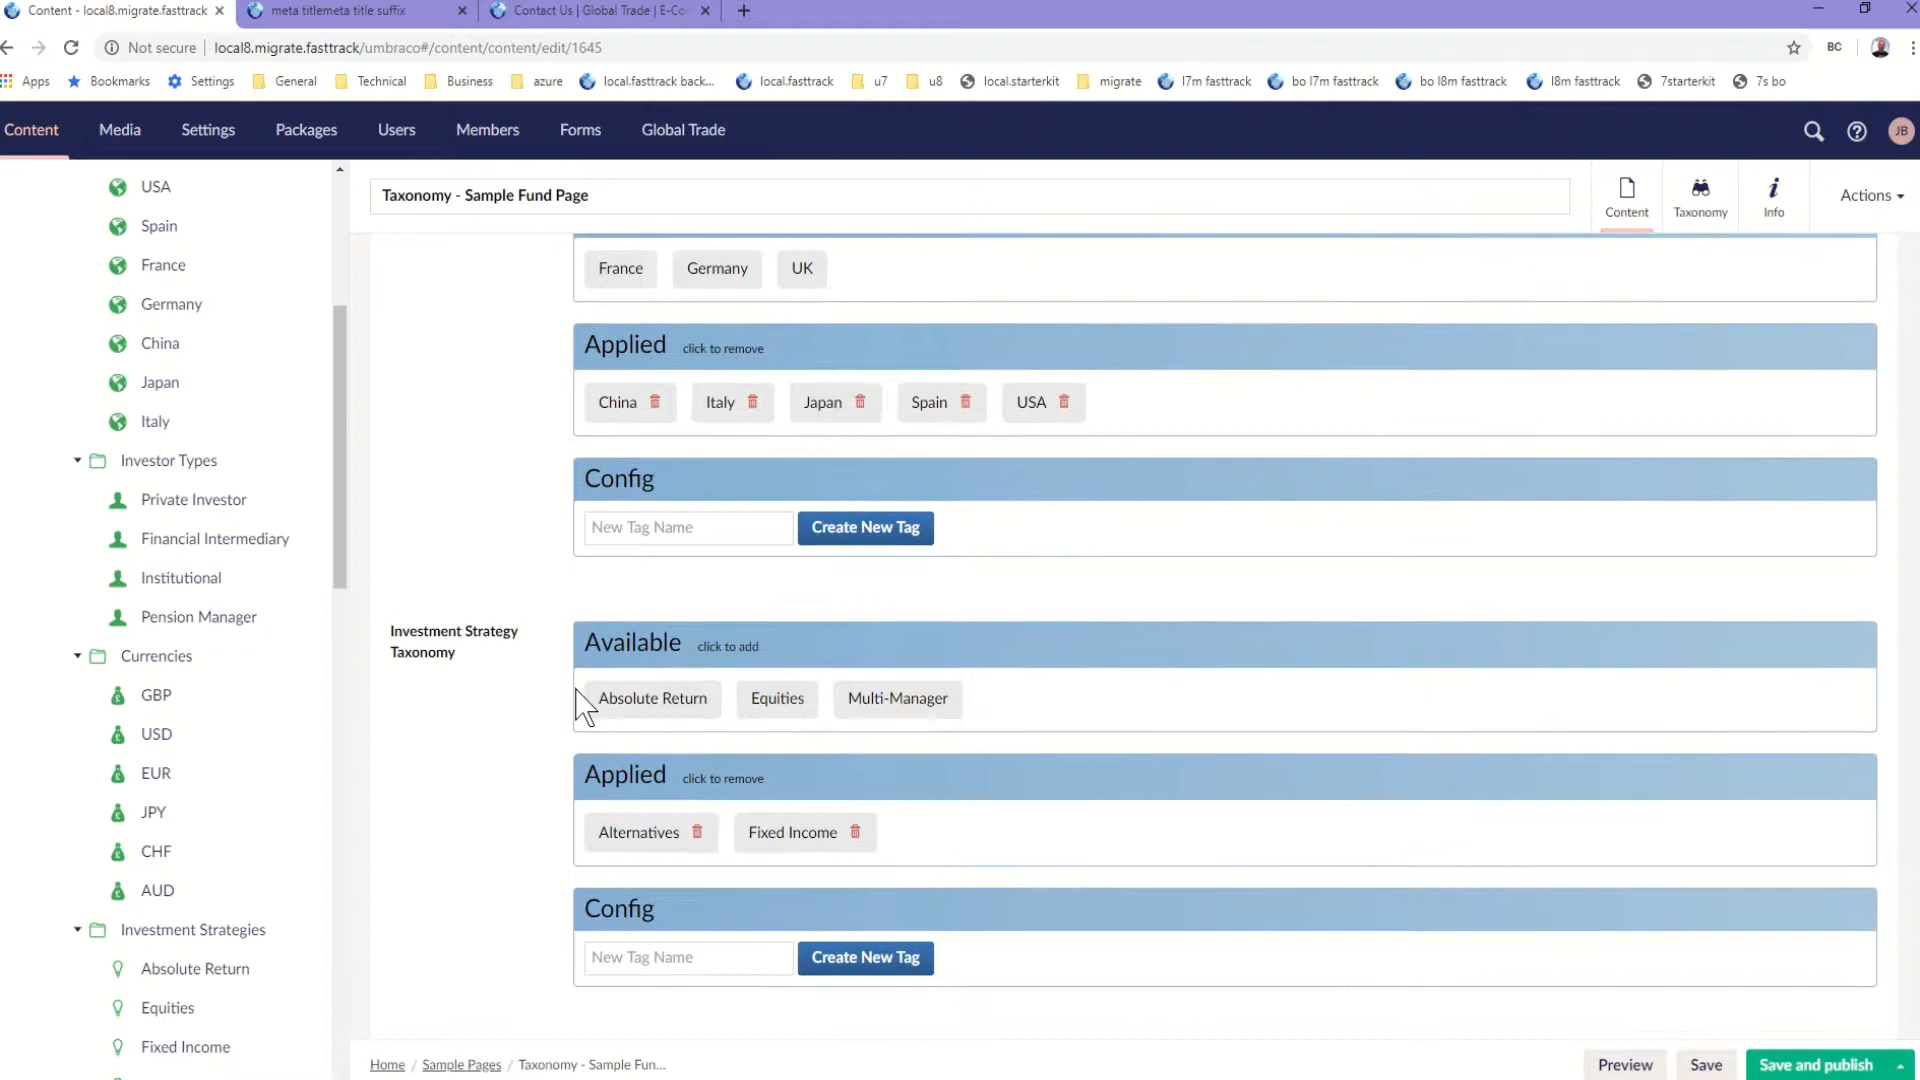 Content - local8.migrate.fasttrack
meta titlemeta title suffix
Contact Us | Global Trade | E-Co
Not secure local8.migrate.fasttrack/umbraco#/content/content/edit/1645
BC
Apps Bookmarks Settings General Technical Business azure local.fasttrack back... local.fasttrack u7 u8 local.starterkit migrate l7m fasttrack bo l7m fasttrack bo l8m fasttrack l8m fasttrack 7starterkit 7s bo
Content Media Settings Packages Users Members Forms Global Trade JB
USA
Spain
France
Germany
China
Japan
Italy
Investor Types
Private Investor
Financial Intermediary
Institutional
Pension Manager
Currencies
GBP
USD
EUR
JPY
CHF
AUD
Investment Strategies
Absolute Return
Equities
Fixed Income
Taxonomy - Sample Fund Page
Content Taxonomy Info Actions
France Germany UK
Applied click to remove
China Italy Japan Spain USA
Config
New Tag Name Create New Tag
Investment Strategy
Taxonomy
Available click to add
Absolute Return Equities Multi-Manager
Applied click to remove
Alternatives Fixed Income
Config
New Tag Name Create New Tag
Home / Sample Pages / Taxonomy - Sample Fun...
Preview Save Save and publish